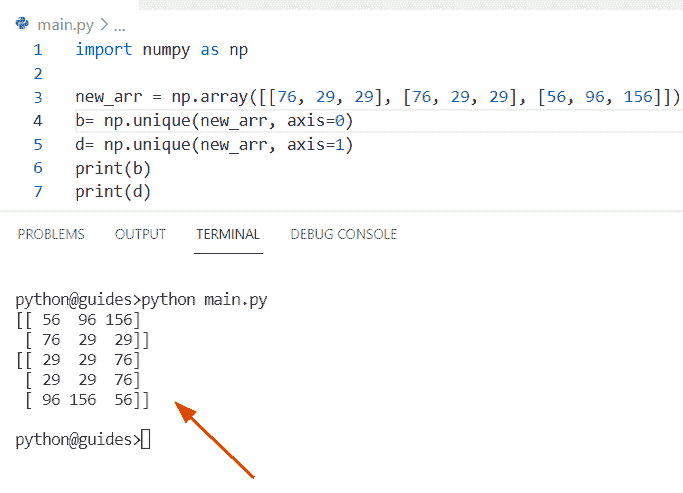 main.py > ...
1 import numpy as np
2
3 new_arr = np.array([[76, 29, 29], [76, 29, 29], [56, 96, 156]])
4 b= np.unique(new_arr, axis=0)
5 d= np.unique(new_arr, axis=1)
6 print(b)
7 print(d)
PROBLEMS OUTPUT TERMINAL DEBUG CONSOLE
python@guides>python main.py
[[ 56  96 156]
 [ 76  29  29]]
[[ 29  29  76]
 [ 29  29  76]
 [ 96 156  56]]
python@guides>